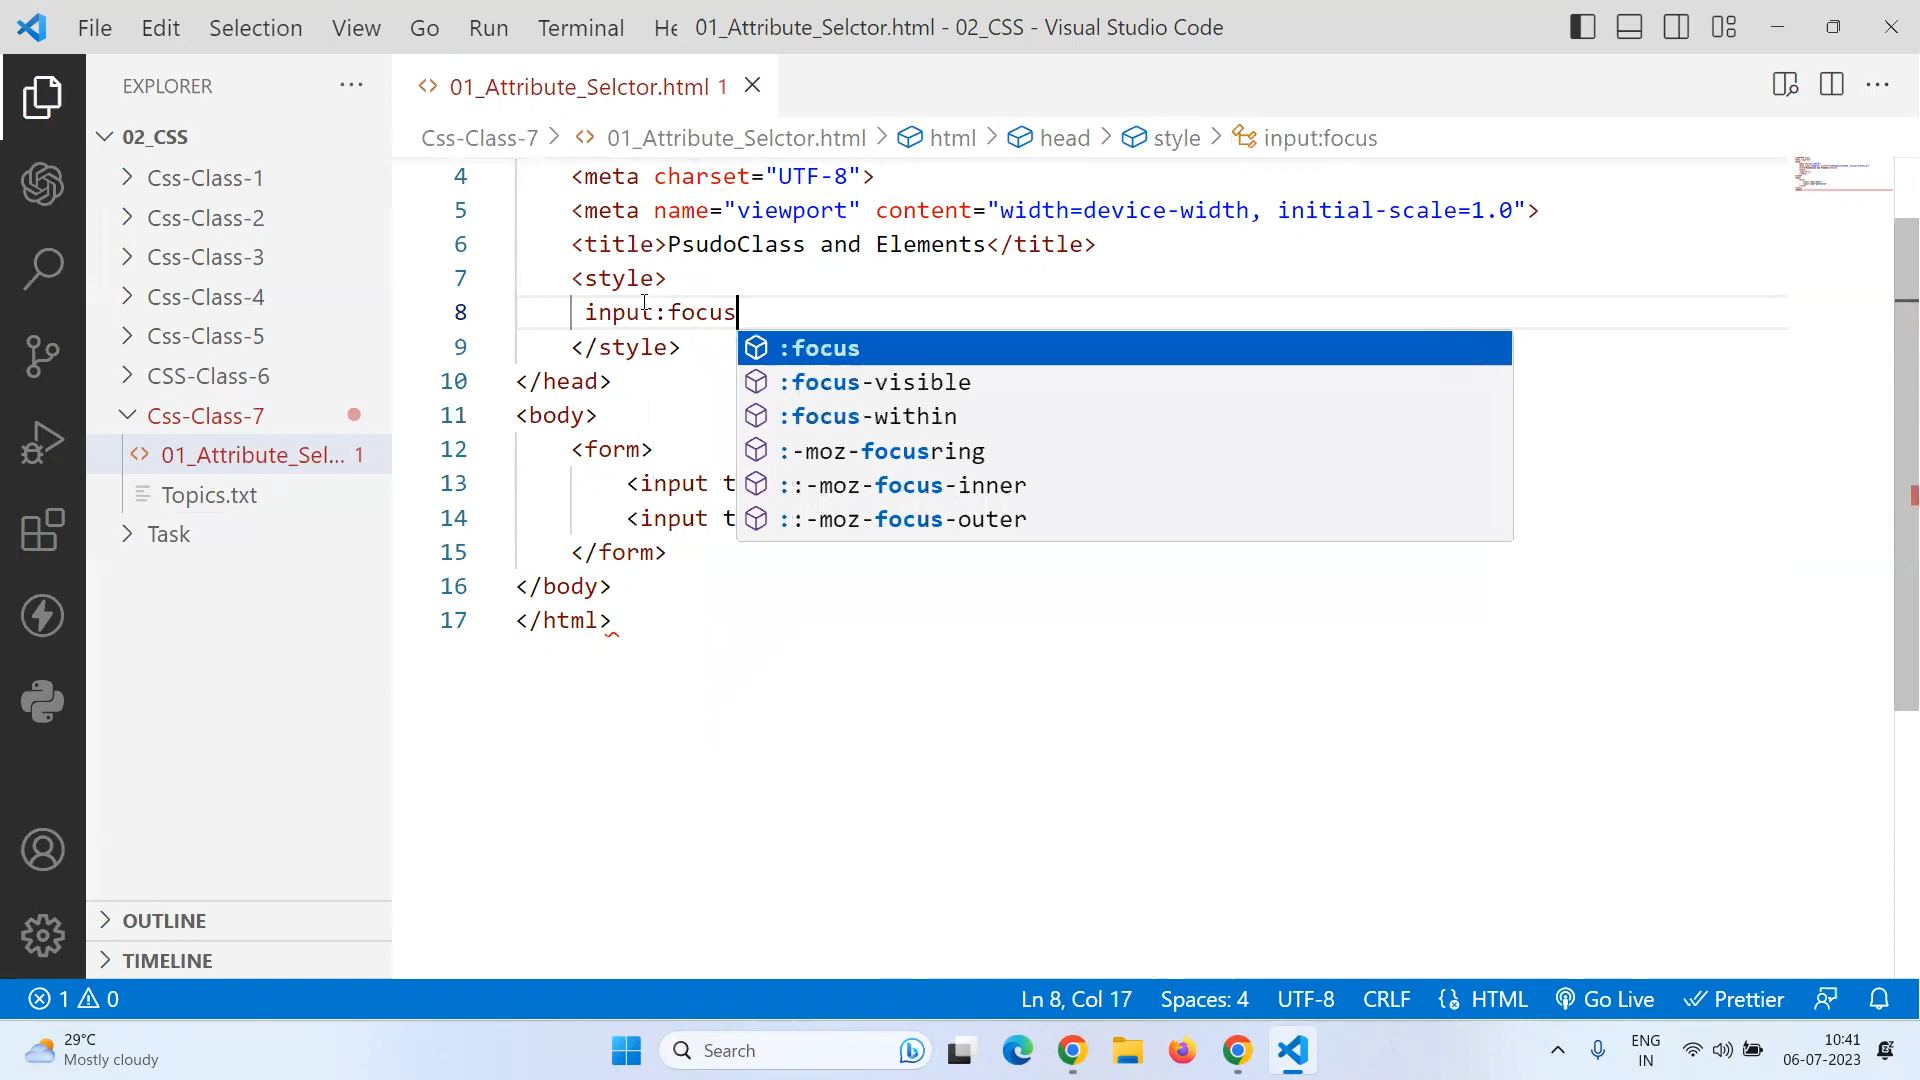 File Edit Selection View Go Run Terminal He 01_Attribute_Selctor.html - 02_CSS - Visual Studio Code
EXPLORER
01_Attribute_Selctor.html 1
02_CSS
Css-Class-7 01_Attribute_Selctor.html html head style input:focus
Css-Class-1
Css-Class-2
Css-Class-3
Css-Class-4
Css-Class-5
CSS-Class-6
Css-Class-7
01_Attribute_Sel... 1
Topics.txt
Task
OUTLINE
TIMELINE
4 <meta charset="UTF-8">
5 <meta name="viewport" content="width=device-width, initial-scale=1.0">
6 <title>PsudoClass and Elements</title>
7 <style>
8 input:focus
9 </style>
10 </head>
11 <body>
12 <form>
13 <input t
14 <input t
15 </form>
16 </body>
17 </html>
:focus
:focus-visible
:focus-within
:-moz-focusring
::-moz-focus-inner
::-moz-focus-outer
1 0 Ln 8, Col 17 Spaces: 4 UTF-8 CRLF HTML Go Live Prettier
29°C
Mostly cloudy
Search
ENG
IN
10:41
06-07-2023